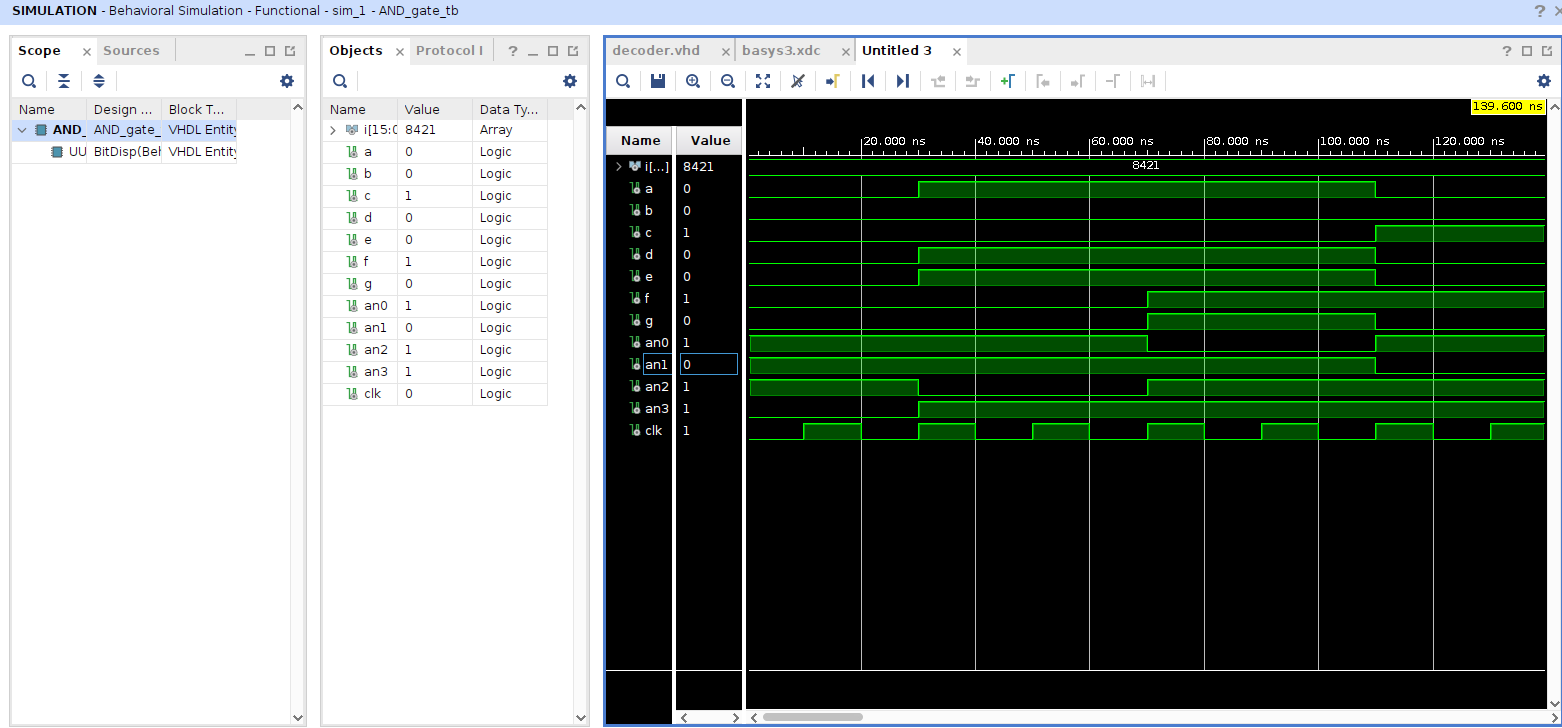 SIMULATION - Behavioral Simulation - Functional - sim_1 - AND_gate_tb ?
Scope Sources
Name Design ... Block T...
AND_ AND_gate_ VHDL Entity
UU BitDisp(Beh VHDL Entity
Objects Protocol I ?
Name Value Data Ty...
i[15:0 8421 Array
a 0 Logic
b 0 Logic
c 1 Logic
d 0 Logic
e 0 Logic
f 1 Logic
g 0 Logic
an0 1 Logic
an1 0 Logic
an2 1 Logic
an3 1 Logic
clk 0 Logic
decoder.vhd basys3.xdc Untitled 3 ?
139.600 ns
Name Value 20.000 ns 40.000 ns 60.000 ns 80.000 ns 100.000 ns 120.000 ns
i[...] 8421 8421
a 0
b 0
c 1
d 0
e 0
f 1
g 0
an0 1
an1 0
an2 1
an3 1
clk 1